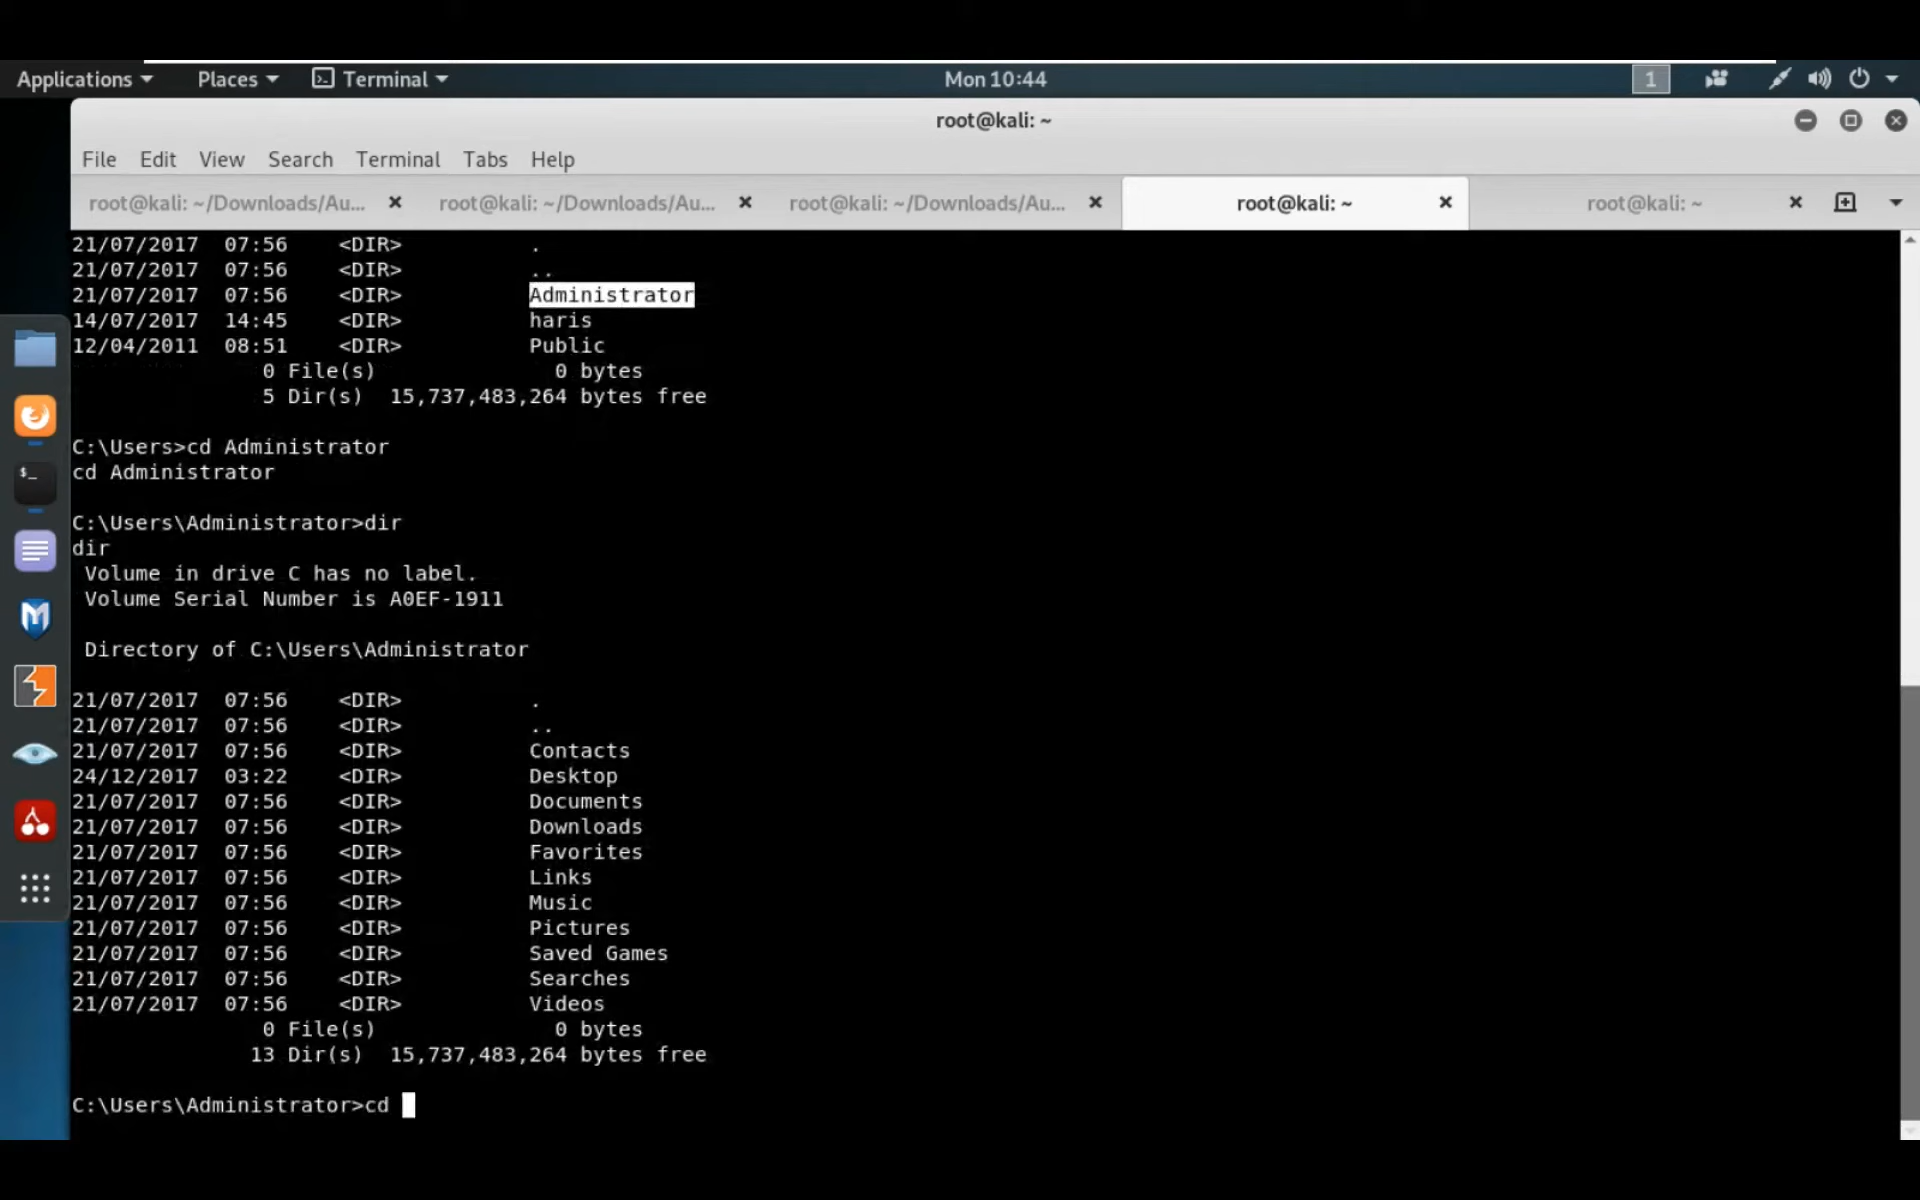 Applications Places Terminal Mon 10:44 1
root@kali: ~
File Edit View Search Terminal Tabs Help
root@kali: ~/Downloads/Au... root@kali: ~/Downloads/Au... root@kali: ~/Downloads/Au... root@kali: ~ root@kali: ~
21/07/2017  07:56    <DIR>          .
21/07/2017  07:56    <DIR>          ..
21/07/2017  07:56    <DIR>          Administrator
14/07/2017  14:45    <DIR>          haris
12/04/2011  08:51    <DIR>          Public
               0 File(s)              0 bytes
               5 Dir(s)  15,737,483,264 bytes free
C:\Users>cd Administrator
cd Administrator
C:\Users\Administrator>dir
dir
 Volume in drive C has no label.
 Volume Serial Number is A0EF-1911
 Directory of C:\Users\Administrator
21/07/2017  07:56    <DIR>          .
21/07/2017  07:56    <DIR>          ..
21/07/2017  07:56    <DIR>          Contacts
24/12/2017  03:22    <DIR>          Desktop
21/07/2017  07:56    <DIR>          Documents
21/07/2017  07:56    <DIR>          Downloads
21/07/2017  07:56    <DIR>          Favorites
21/07/2017  07:56    <DIR>          Links
21/07/2017  07:56    <DIR>          Music
21/07/2017  07:56    <DIR>          Pictures
21/07/2017  07:56    <DIR>          Saved Games
21/07/2017  07:56    <DIR>          Searches
21/07/2017  07:56    <DIR>          Videos
               0 File(s)              0 bytes
              13 Dir(s)  15,737,483,264 bytes free
C:\Users\Administrator>cd